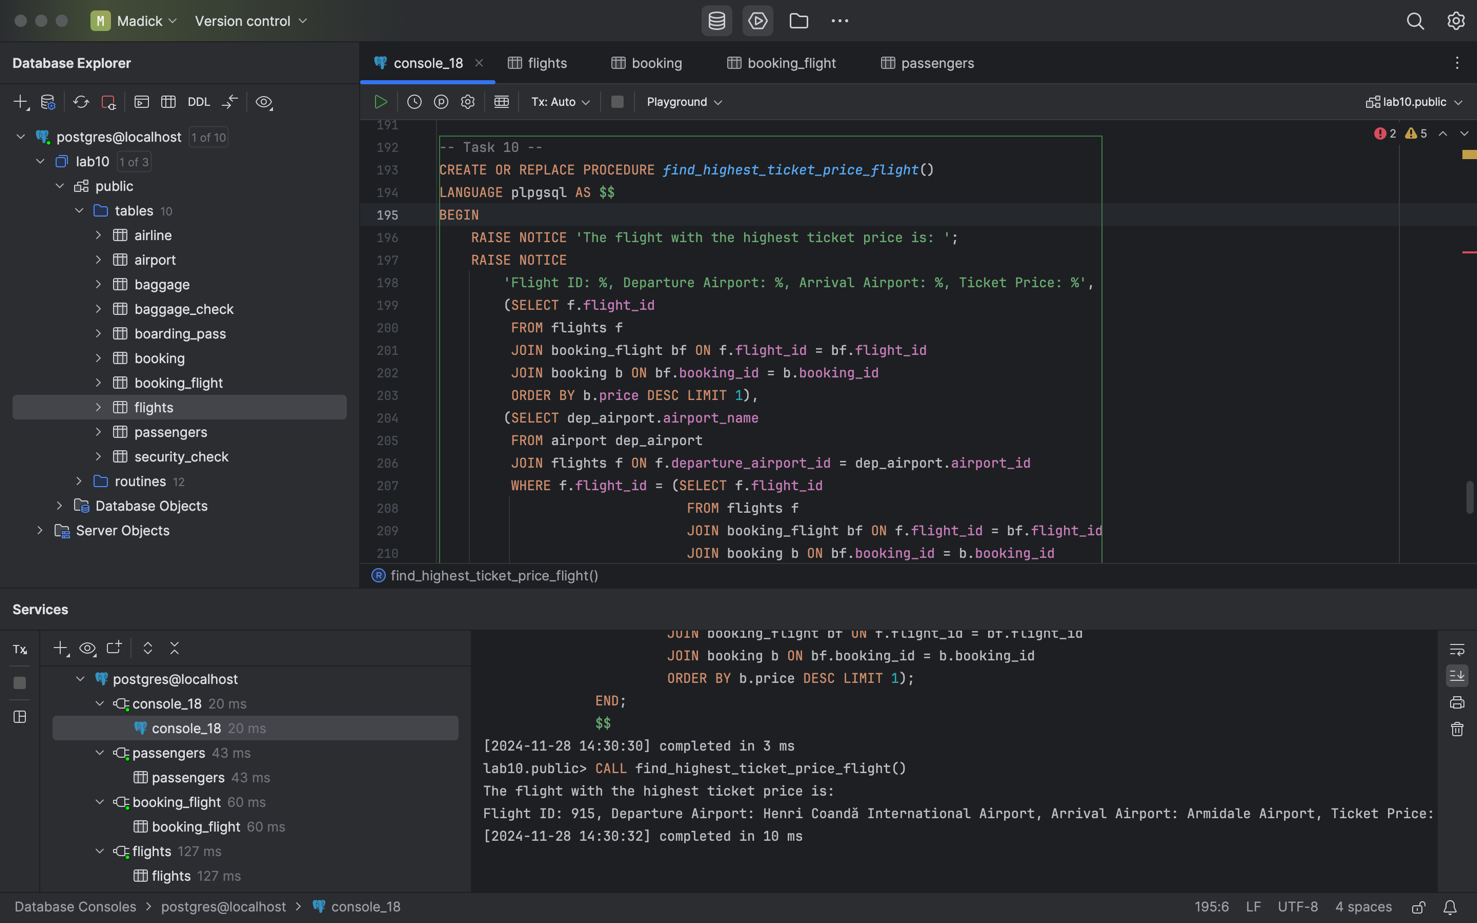 M Madick Version control
Database Explorer
DDL
postgres@localhost 1 of 10
lab10 1 of 3
public
tables 10
airline
airport
baggage
baggage_check
boarding_pass
booking
booking_flight
flights
passengers
security_check
routines 12
Database Objects
Server Objects
console_18 flights booking booking_flight passengers
Tx: Auto Playground lab10.public
2 5
191
192 -- Task 10 --
193 CREATE OR REPLACE PROCEDURE find_highest_ticket_price_flight()
194 LANGUAGE plpgsql AS $$
195 BEGIN
196 RAISE NOTICE 'The flight with the highest ticket price is: ';
197 RAISE NOTICE
198 'Flight ID: %, Departure Airport: %, Arrival Airport: %, Ticket Price: %',
199 (SELECT f.flight_id
200 FROM flights f
201 JOIN booking_flight bf ON f.flight_id = bf.flight_id
202 JOIN booking b ON bf.booking_id = b.booking_id
203 ORDER BY b.price DESC LIMIT 1),
204 (SELECT dep_airport.airport_name
205 FROM airport dep_airport
206 JOIN flights f ON f.departure_airport_id = dep_airport.airport_id
207 WHERE f.flight_id = (SELECT f.flight_id
208 FROM flights f
209 JOIN booking_flight bf ON f.flight_id = bf.flight_id
210 JOIN booking b ON bf.booking_id = b.booking_id
R find_highest_ticket_price_flight()
Services
Tx
postgres@localhost
console_18 20 ms
console_18 20 ms
passengers 43 ms
passengers 43 ms
booking_flight 60 ms
booking_flight 60 ms
flights 127 ms
flights 127 ms
JOIN booking_flight bf ON f.flight_id = bf.flight_id
JOIN booking b ON bf.booking_id = b.booking_id
ORDER BY b.price DESC LIMIT 1);
END;
$$
[2024-11-28 14:30:30] completed in 3 ms
lab10.public> CALL find_highest_ticket_price_flight()
The flight with the highest ticket price is:
Flight ID: 915, Departure Airport: Henri Coandă International Airport, Arrival Airport: Armidale Airport, Ticket Price:
[2024-11-28 14:30:32] completed in 10 ms
Database Consoles > postgres@localhost > console_18
195:6 LF UTF-8 4 spaces